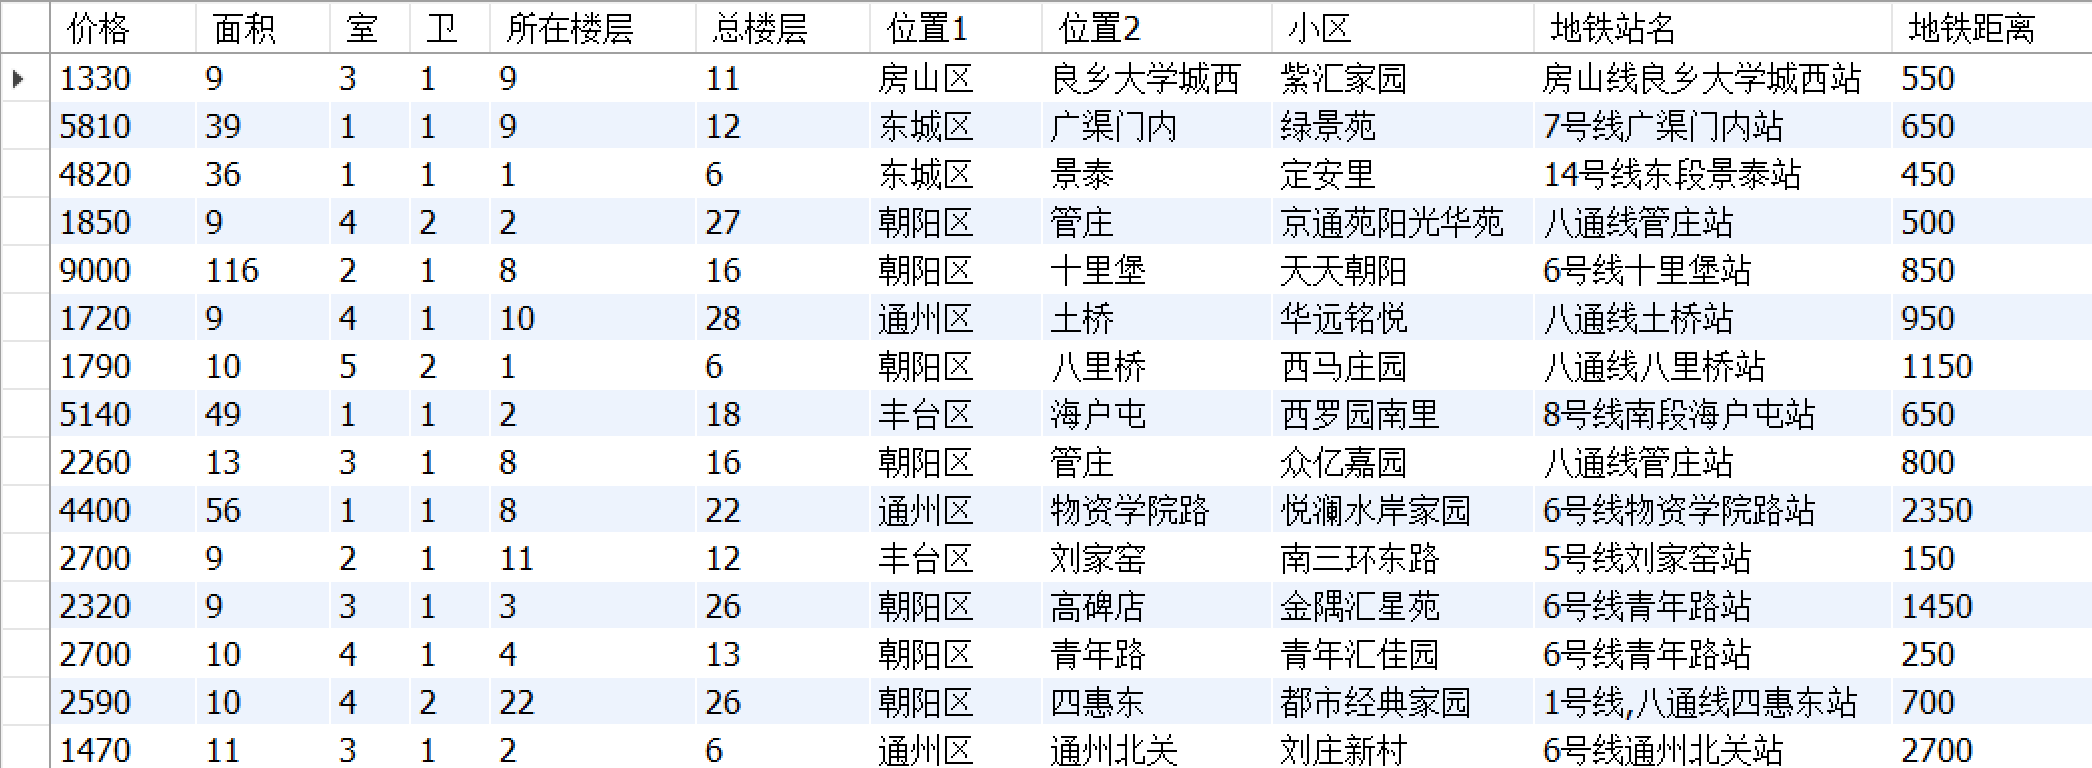 价格 面积 室 卫 所在楼层 总楼层 位置1 位置2 小区 地铁站名 地铁距离
1330 9 3 1 9 11 房山区 良乡大学城西 紫汇家园 房山线良乡大学城西站 550
5810 39 1 1 9 12 东城区 广渠门内 绿景苑 7号线广渠门内站 650
4820 36 1 1 1 6 东城区 景泰 定安里 14号线东段景泰站 450
1850 9 4 2 2 27 朝阳区 管庄 京通苑阳光华苑 八通线管庄站 500
9000 116 2 1 8 16 朝阳区 十里堡 天天朝阳 6号线十里堡站 850
1720 9 4 1 10 28 通州区 土桥 华远铭悦 八通线土桥站 950
1790 10 5 2 1 6 朝阳区 八里桥 西马庄园 八通线八里桥站 1150
5140 49 1 1 2 18 丰台区 海户屯 西罗园南里 8号线南段海户屯站 650
2260 13 3 1 8 16 朝阳区 管庄 众亿嘉园 八通线管庄站 800
4400 56 1 1 8 22 通州区 物资学院路 悦澜水岸家园 6号线物资学院路站 2350
2700 9 2 1 11 12 丰台区 刘家窑 南三环东路 5号线刘家窑站 150
2320 9 3 1 3 26 朝阳区 高碑店 金隅汇星苑 6号线青年路站 1450
2700 10 4 1 4 13 朝阳区 青年路 青年汇佳园 6号线青年路站 250
2590 10 4 2 22 26 朝阳区 四惠东 都市经典家园 1号线,八通线四惠东站 700
1470 11 3 1 2 6 通州区 通州北关 刘庄新村 6号线通州北关站 2700